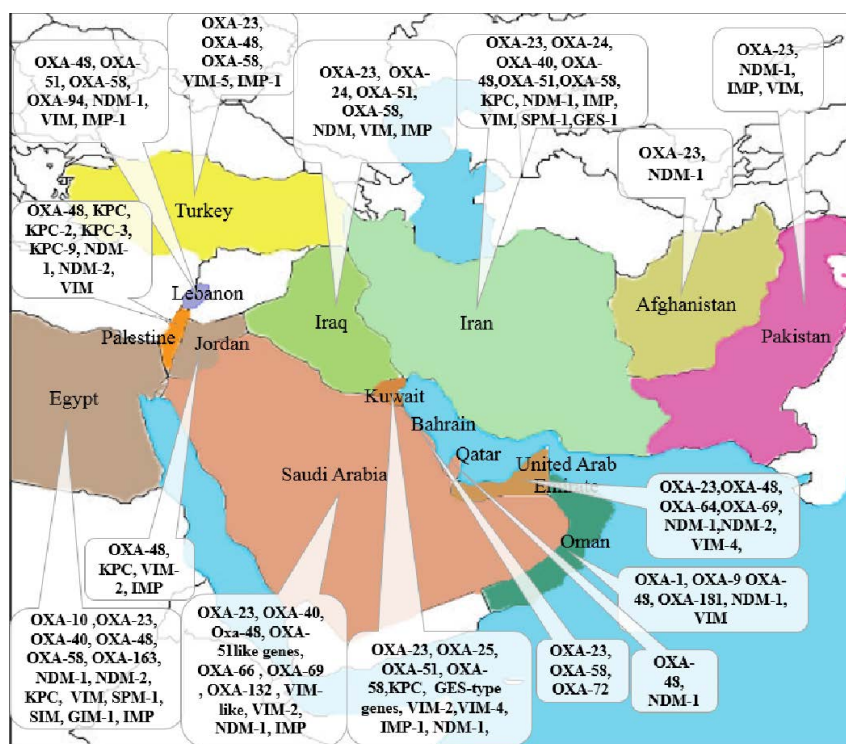 OXA-23,
OXA-48,
OXA-58,
VIM-5, IMP-1
OXA-48, OXA-
51, OXA-58,
OXA-94, NDM-1,
VIM, IMP-1
OXA-23, OXA-
24, OXA-51,
OXA-58,
NDM, VIM, IMP
OXA-23, OXA-24,
OXA-40, OXA-
48,OXA-51,OXA-58,
KPC, NDM-1, IMP,
VIM, SPM-1,GES-1
OXA-23,
NDM-1,
IMP, VIM,
OXA-23,
NDM-1
OXA-48, KPC,
KPC-2, KPC-3,
KPC-9, NDM-
1, NDM-2,
VIM
Turkey
Lebanon
Palestine
Jordan
Iraq
Iran
Afghanistan
Pakistan
Egypt
Kuwait
Bahrain
Qatar
Saudi Arabia
United Arab
Emirate
Oman
OXA-23,OXA-48,
OXA-64,OXA-69,
NDM-1,NDM-2,
VIM-4,
OXA-48,
KPC, VIM-
2, IMP
OXA-1, OXA-9 OXA-
48, OXA-181, NDM-1,
VIM
OXA-10 ,OXA-23,
OXA-40, OXA-48,
OXA-58, OXA-163,
NDM-1, NDM-2,
KPC, VIM, SPM-1,
SIM, GIM-1, IMP
OXA-23, OXA-40,
Oxa-48, OXA-
51like genes,
OXA-66 , OXA-69
, OXA-132 , VIM-
like, VIM-2,
NDM-1, IMP
OXA-23, OXA-25,
OXA-51, OXA-
58,KPC, GES-type
genes, VIM-2,VIM-4,
IMP-1, NDM-1,
OXA-23,
OXA-58,
OXA-72
OXA-
48,
NDM-1